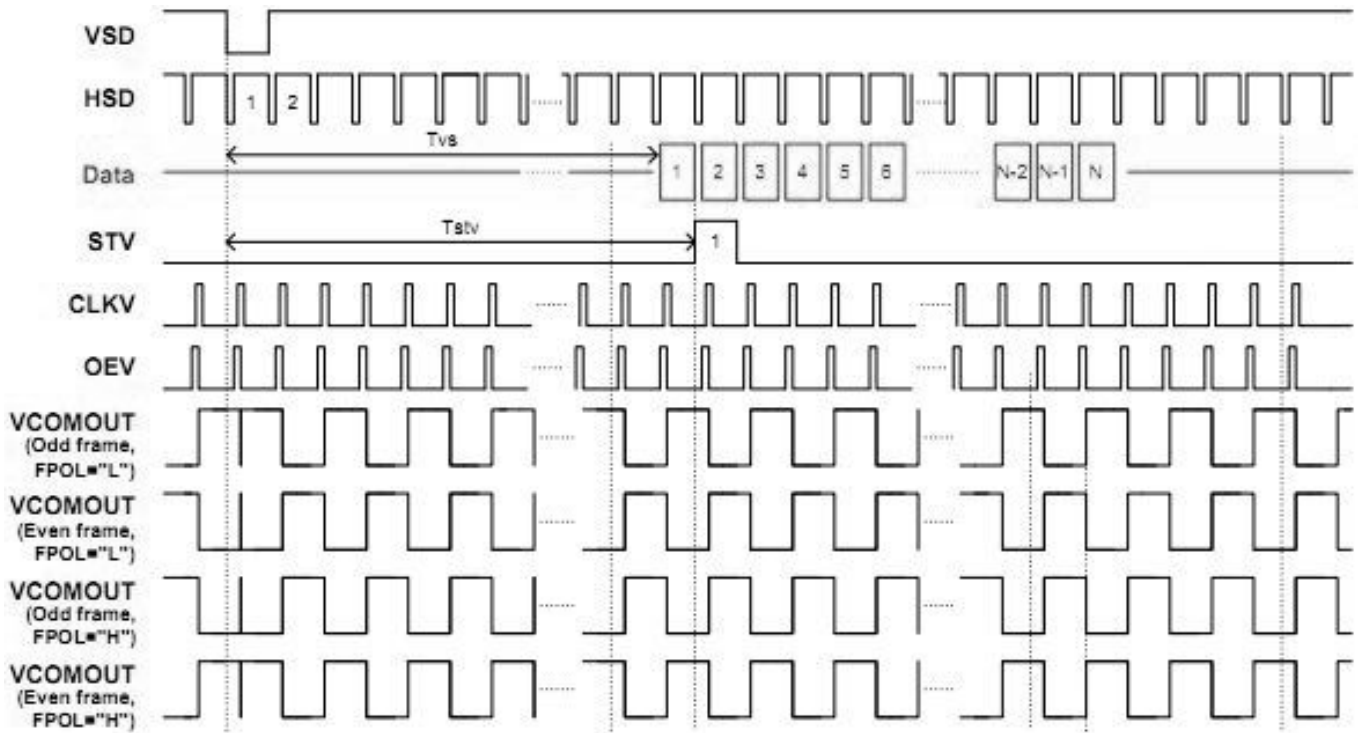 VSD
HSD
1 2
Tvs
Data
1 2 3 4 5 6 N-2 N-1 N
Tstv
STV
1
CLKV
OEV
VCOMOUT
(Odd frame,
FPOL="L")
VCOMOUT
(Even frame,
FPOL="L")
VCOMOUT
(Odd frame,
FPOL="H")
VCOMOUT
(Even frame,
FPOL="H")